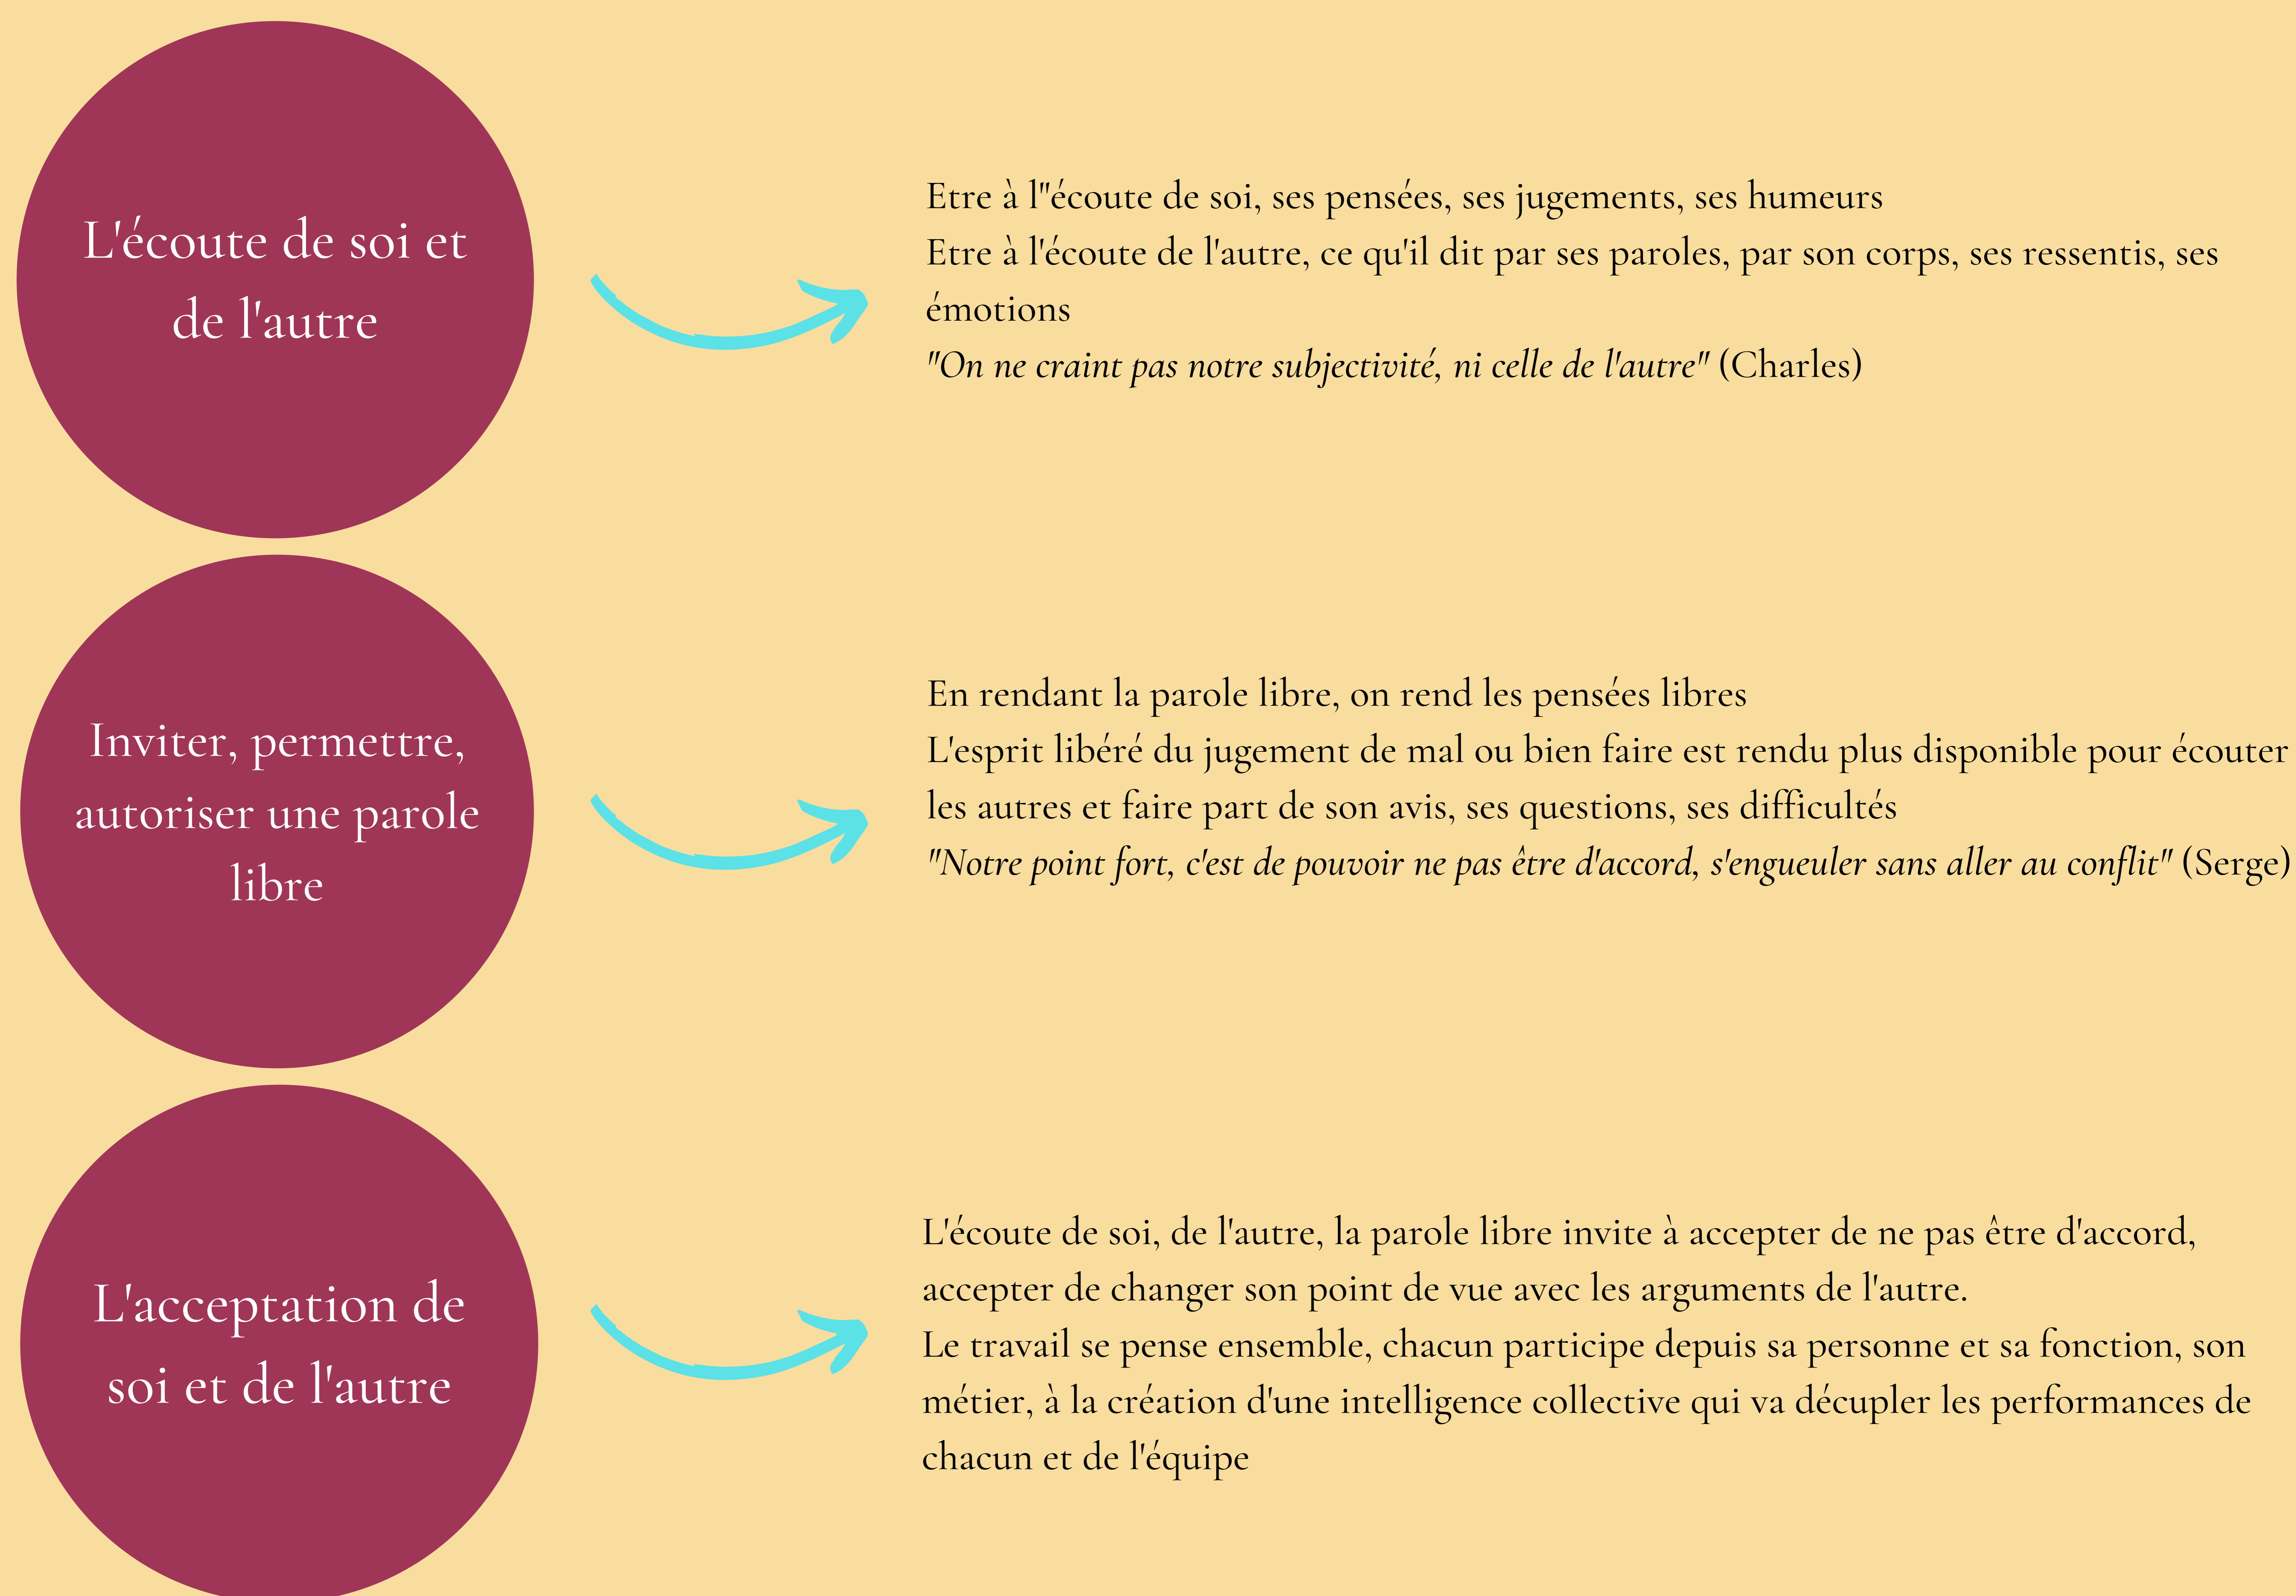 L'écoute de soi et
de l'autre
Etre à l"écoute de soi, ses pensées, ses jugements, ses humeurs
Etre à l'écoute de l'autre, ce qu'il dit par ses paroles, par son corps, ses ressentis, ses
émotions
"On ne craint pas notre subjectivité, ni celle de l'autre" (Charles)
Inviter, permettre,
autoriser une parole
libre
En rendant la parole libre, on rend les pensées libres
L'esprit libéré du jugement de mal ou bien faire est rendu plus disponible pour écouter
les autres et faire part de son avis, ses questions, ses difficultés
"Notre point fort, c'est de pouvoir ne pas être d'accord, s'engueuler sans aller au conflit" (Serge)
L'acceptation de
soi et de l'autre
L'écoute de soi, de l'autre, la parole libre invite à accepter de ne pas être d'accord,
accepter de changer son point de vue avec les arguments de l'autre.
Le travail se pense ensemble, chacun participe depuis sa personne et sa fonction, son
métier, à la création d'une intelligence collective qui va décupler les performances de
chacun et de l'équipe